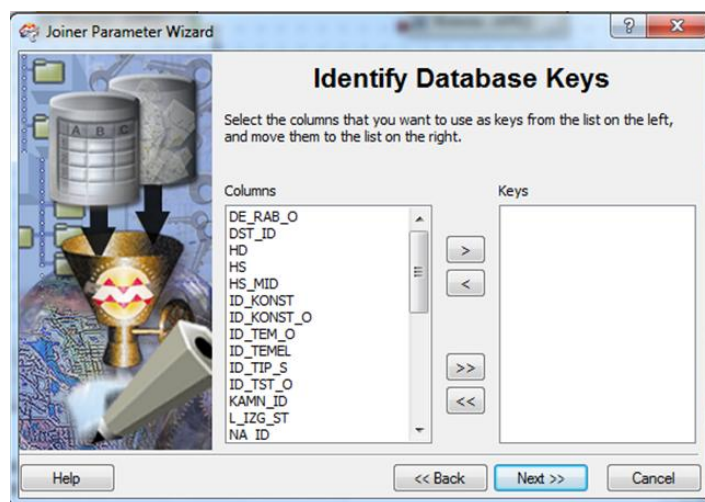 Joiner Parameter Wizard
Identify Database Keys
Select the columns that you want to use as keys from the list on the left,
and move them to the list on the right.
Columns
Keys
DE_RAB_O
DST_ID
HD
HS
HS_MID
ID_KONST
ID_KONST_O
ID_TEM_O
ID_TEMEL
ID_TIP_S
ID_TST_O
KAMN_ID
L_IZG_ST
NA_ID
>
<
>>
<<
A B C
Help
<< Back
Next >>
Cancel